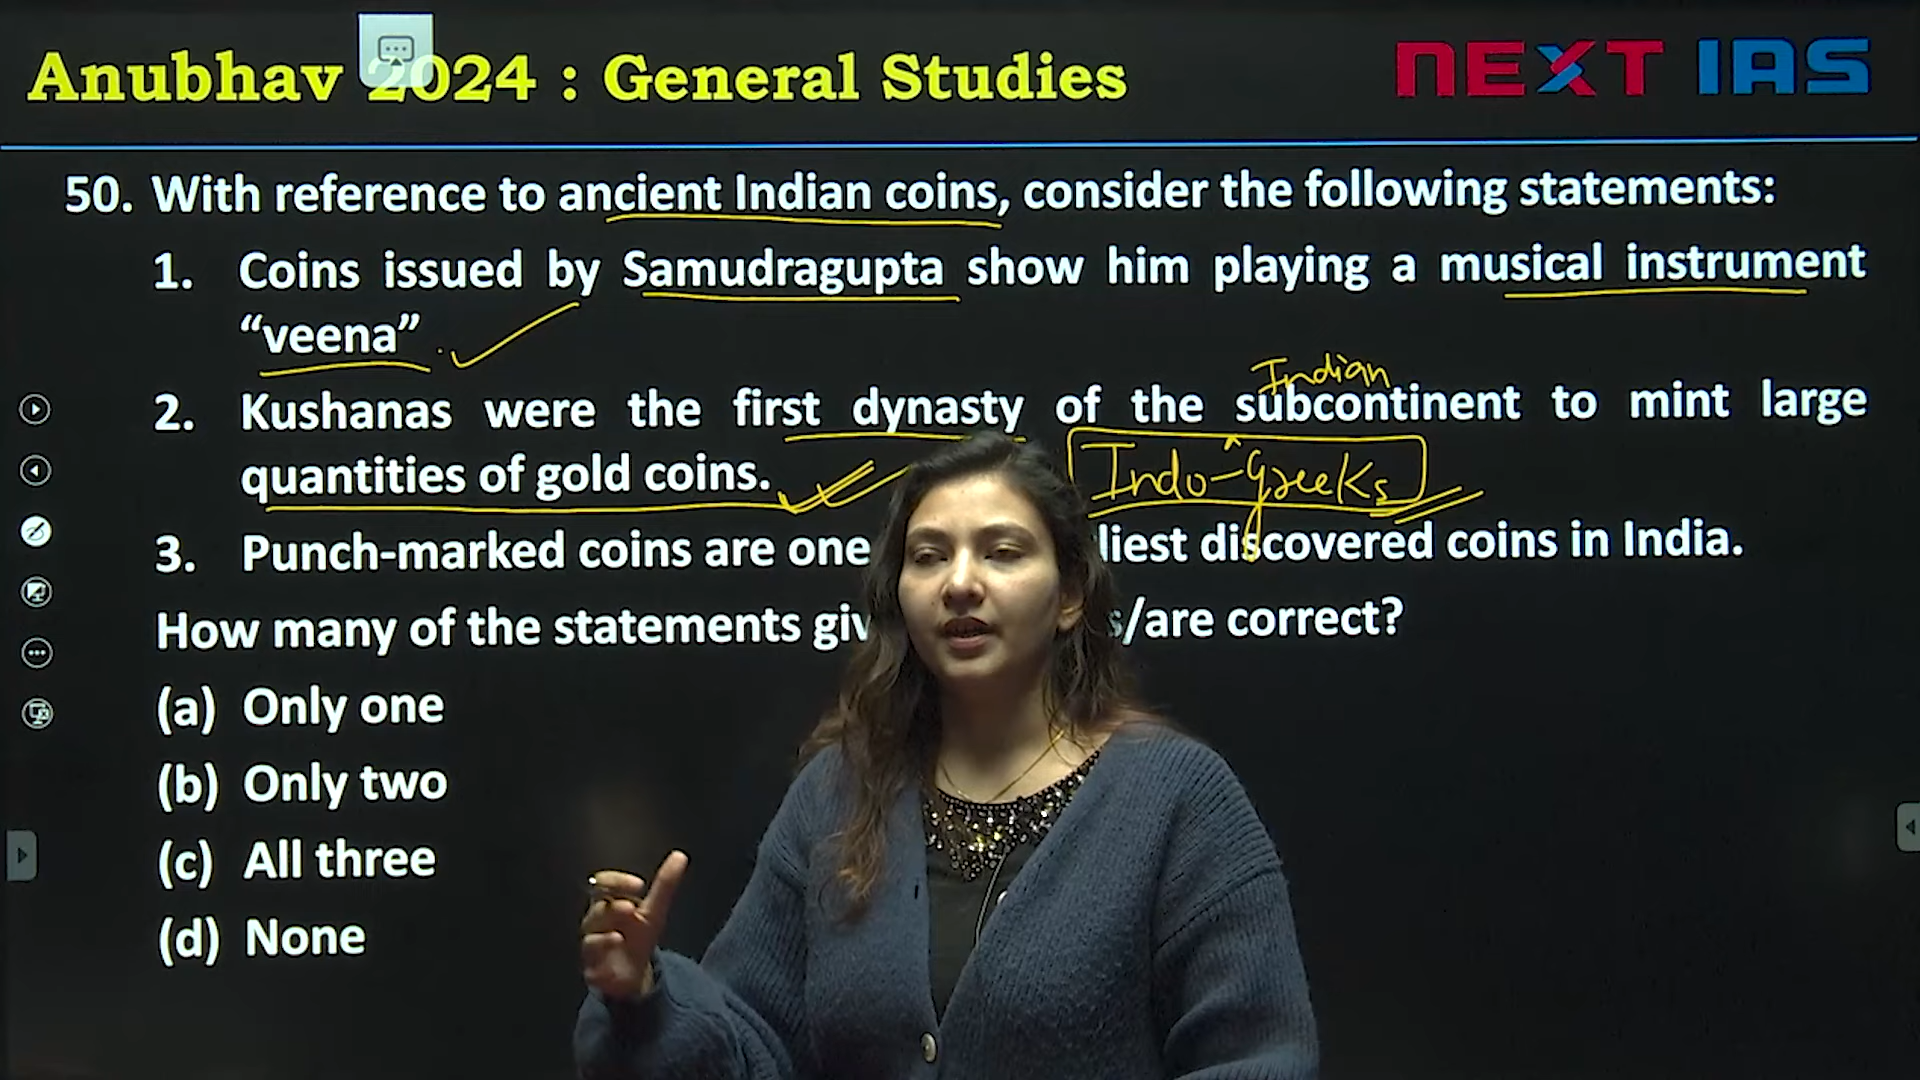 Anubhav 2024 : General Studies
NEXT IAS
50. With reference to ancient Indian coins, consider the following statements:
1. Coins issued by Samudragupta show him playing a musical instrument
“veena”
Indian
2. Kushanas were the first dynasty of the subcontinent to mint large
quantities of gold coins.
Indo-Greeks
3. Punch-marked coins are one liest discovered coins in India.
How many of the statements giv s/are correct?
(a) Only one
(b) Only two
(c) All three
(d) None